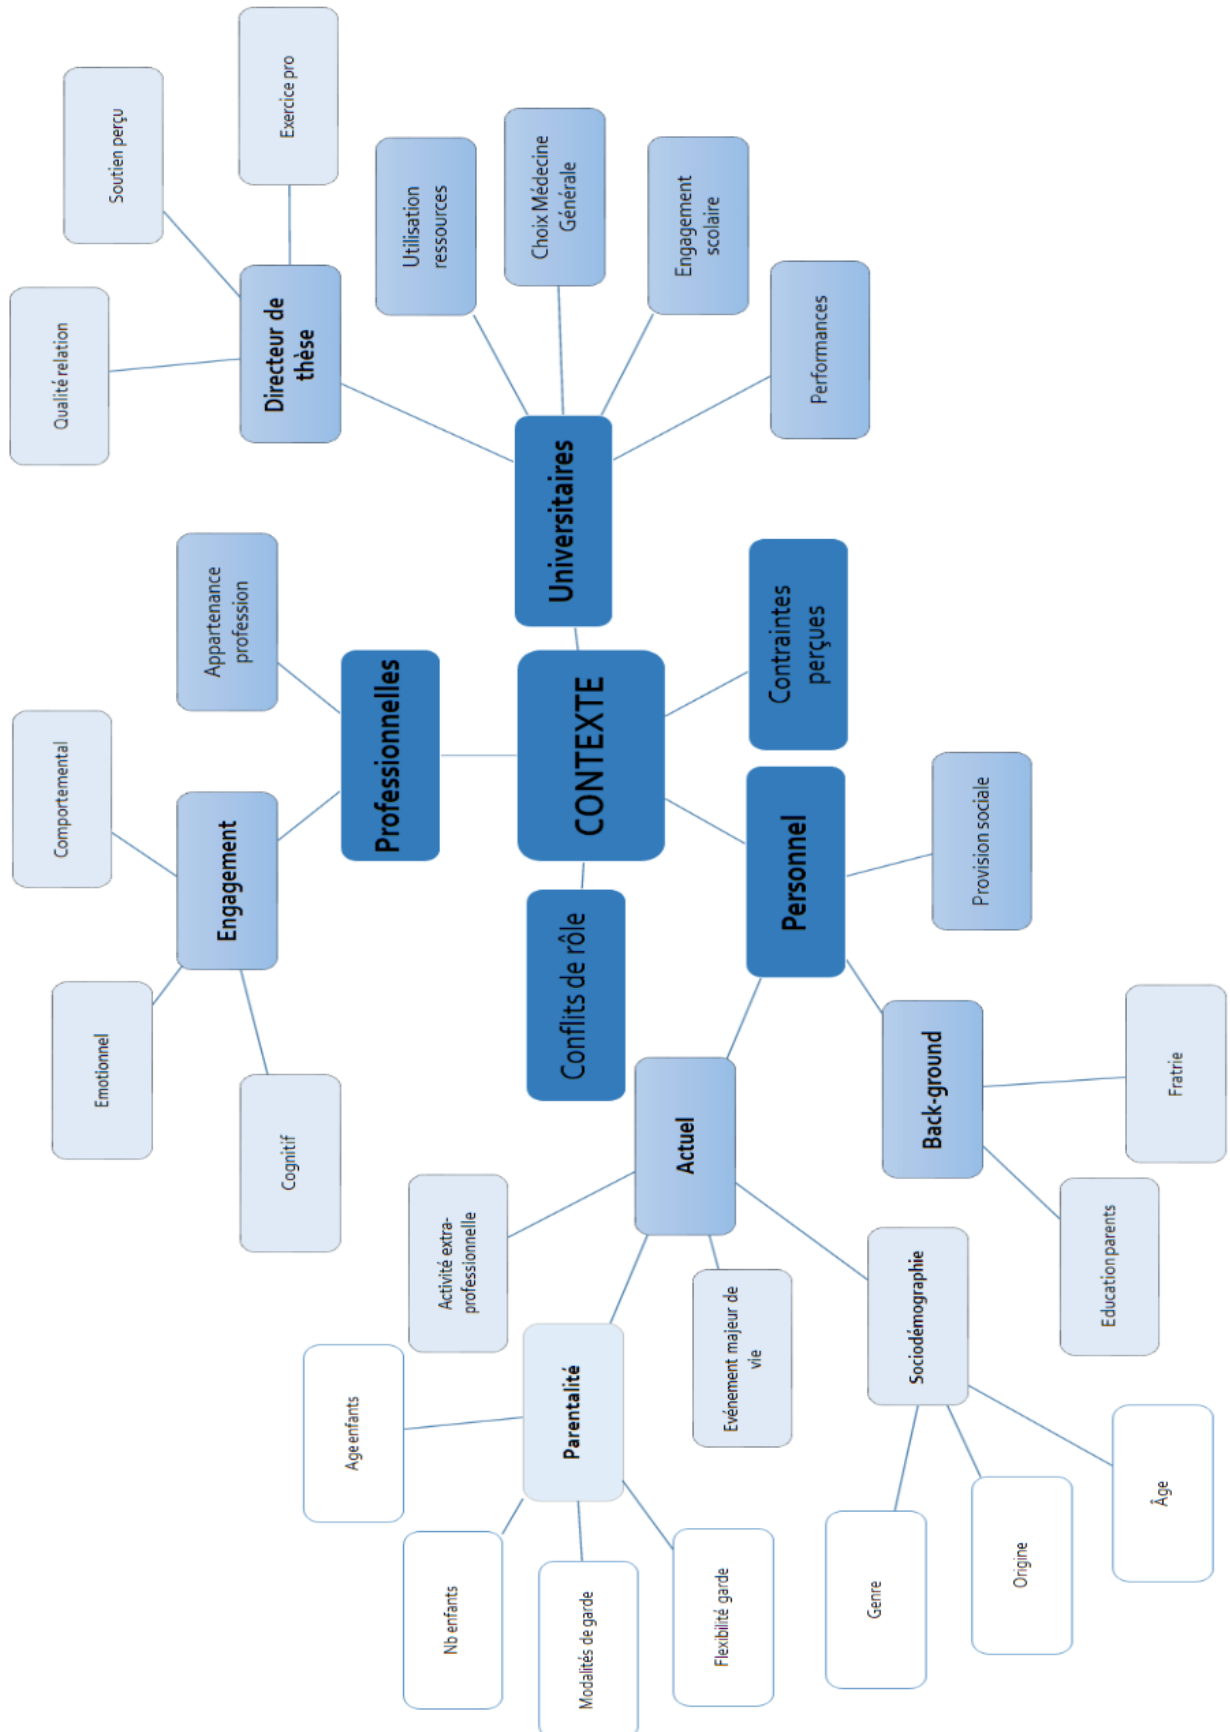 Qualité relation
Soutien perçu
Exercice pro
Directeur de
thèse
Utilisation
ressources
Choix Médecine
Générale
Engagement
scolaire
Performances
Universitaires
Appartenance
profession
Professionnelles
Engagement
Comportemental
Emotionnel
Cognitif
CONTEXTE
Contraintes
perçues
Conflits de rôle
Personnel
Provision sociale
Back-ground
Fratrie
Education parents
Actuel
Activité extra-
professionnelle
Evénement majeur de
vie
Parentalité
Age enfants
Nb enfants
Modalités de garde
Flexibilité garde
Sociodémographie
Genre
Origine
Âge